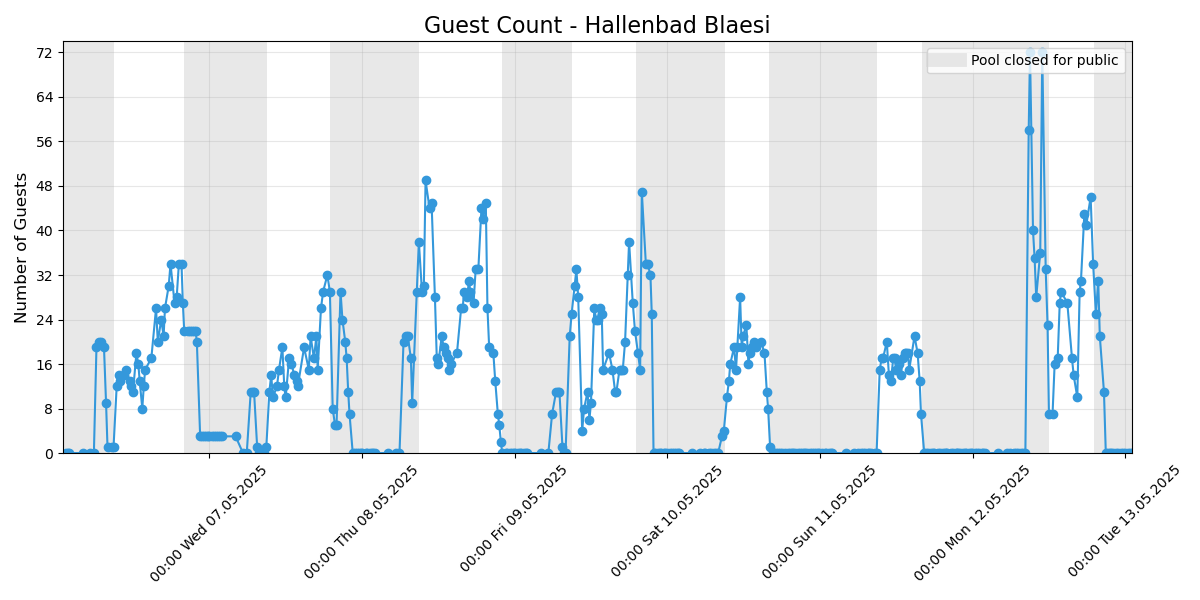 Guest Count - Hallenbad Blaesi
Pool closed for public
Number of Guests
72
64
56
48
40
32
24
16
8
0
00:00 Wed 07.05.2025
00:00 Thu 08.05.2025
00:00 Fri 09.05.2025
00:00 Sat 10.05.2025
00:00 Sun 11.05.2025
00:00 Mon 12.05.2025
00:00 Tue 13.05.2025